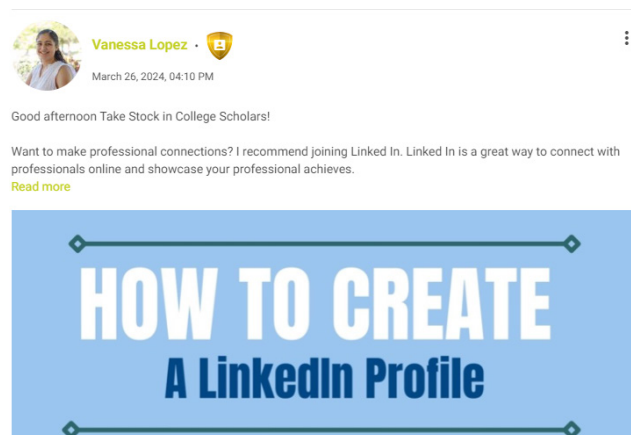 Vanessa Lopez ·
March 26, 2024, 04:10 PM
Good afternoon Take Stock in College Scholars!
Want to make professional connections? I recommend joining Linked In. Linked In is a great way to connect with
professionals online and showcase your professional achieves.
Read more
HOW TO CREATE
A LinkedIn Profile